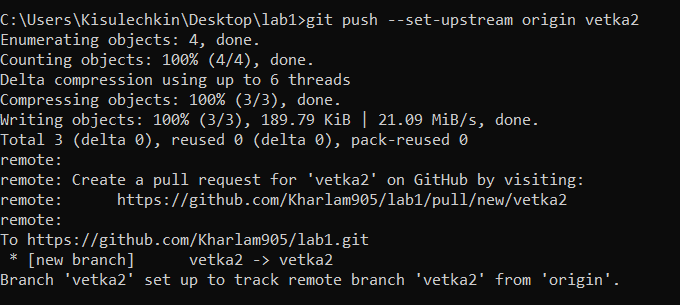 C:\Users\Kisulechkin\Desktop\lab1>git push --set-upstream origin vetka2
Enumerating objects: 4, done.
Counting objects: 100% (4/4), done.
Delta compression using up to 6 threads
Compressing objects: 100% (3/3), done.
Writing objects: 100% (3/3), 189.79 KiB | 21.09 MiB/s, done.
Total 3 (delta 0), reused 0 (delta 0), pack-reused 0
remote:
remote: Create a pull request for 'vetka2' on GitHub by visiting:
remote:      https://github.com/Kharlam905/lab1/pull/new/vetka2
remote:
To https://github.com/Kharlam905/lab1.git
 * [new branch]      vetka2 -> vetka2
Branch 'vetka2' set up to track remote branch 'vetka2' from 'origin'.